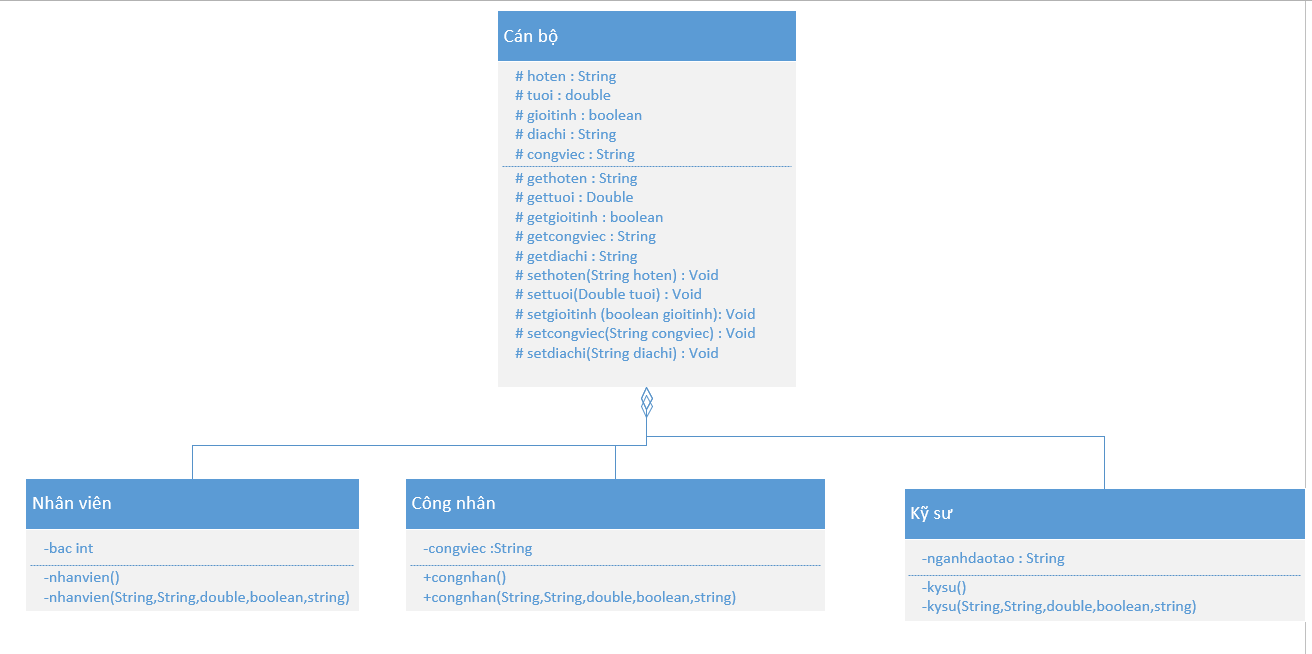 Cán bộ
# hoten : String
# tuoi : double
# gioitinh : boolean
# diachi : String
# congviec : String
# gethoten : String
# gettuoi : Double
# getgioitinh : boolean
# getcongviec : String
# getdiachi : String
# sethoten(String hoten) : Void
# settuoi(Double tuoi) : Void
# setgioitinh (boolean gioitinh): Void
# setcongviec(String congviec) : Void
# setdiachi(String diachi) : Void
Nhân viên
-bac int
-nhanvien()
-nhanvien(String,String,double,boolean,string)
Công nhân
-congviec :String
+congnhan()
+congnhan(String,String,double,boolean,string)
Kỹ sư
-nganhdaotao : String
-kysu()
-kysu(String,String,double,boolean,string)